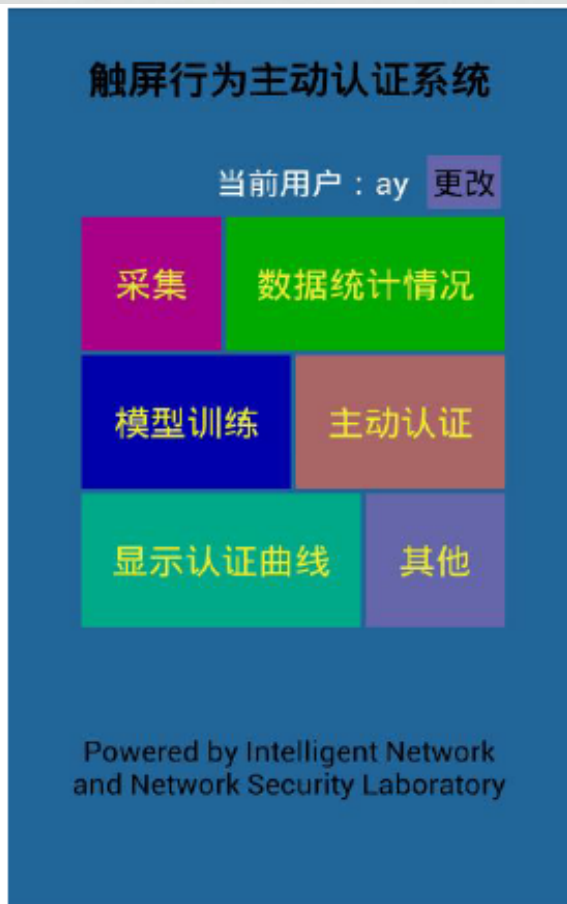 触屏行为主动认证系统
当前用户：ay 更改
采集 数据统计情况
模型训练 主动认证
显示认证曲线 其他
Powered by Intelligent Network
and Network Security Laboratory